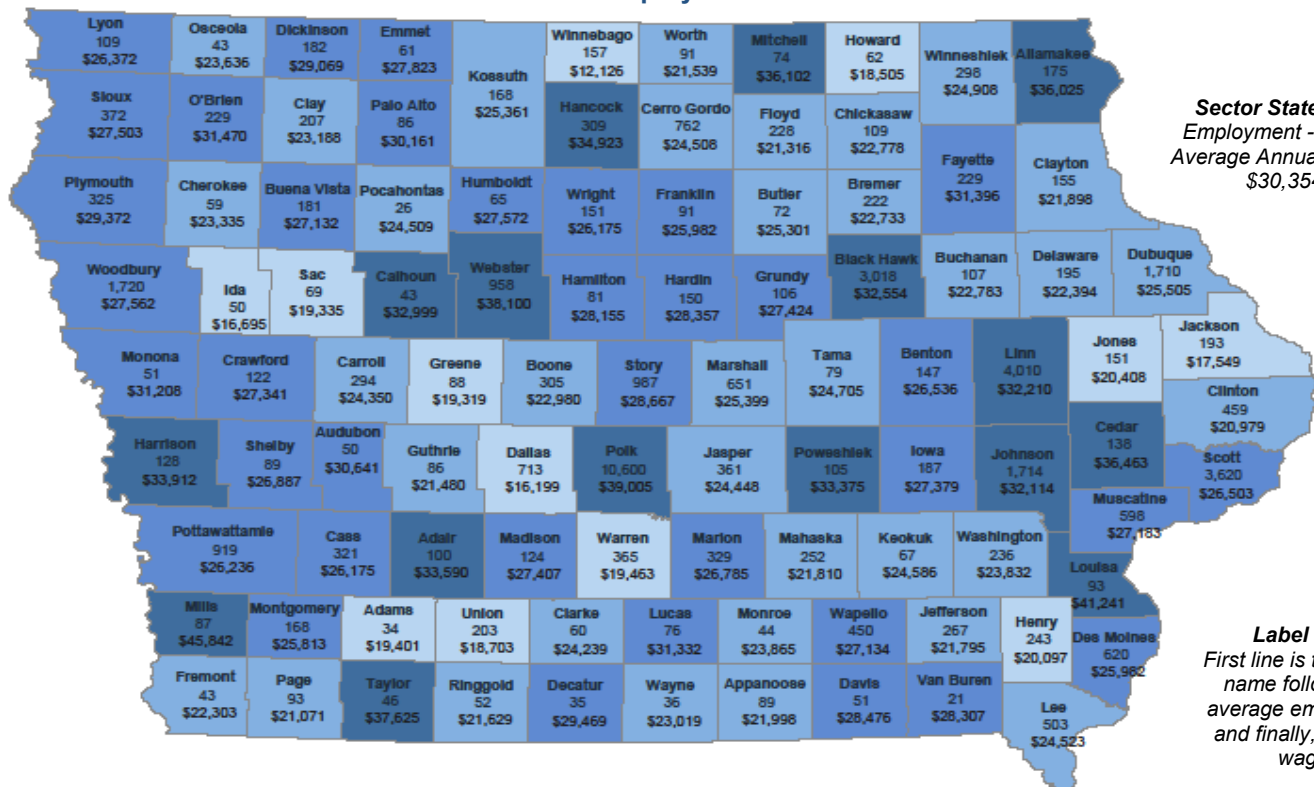 Lyon
109
$26,372
Osceola
43
$23,636
Dickinson
182
$29,069
Emmet
61
$27,823
Kossuth
168
$25,361
Winnebago
157
$12,126
Worth
91
$21,539
Mitchell
74
$36,102
Howard
62
$18,505
Winneshiek
298
$24,908
Allamakee
175
$36,025
Sioux
372
$27,503
O'Brien
229
$31,470
Clay
207
$23,188
Palo Alto
86
$30,161
Hancock
309
$34,923
Cerro Gordo
762
$24,508
Floyd
228
$21,316
Chickasaw
109
$22,778
Fayette
229
$31,396
Clayton
155
$21,898
Sector State
Employment -
Average Annua
$30,354
Plymouth
325
$29,372
Cherokee
59
$23,335
Buena Vista
181
$27,132
Pocahontas
26
$24,509
Humboldt
65
$27,572
Wright
151
$26,175
Franklin
91
$25,982
Butler
72
$25,301
Bremer
222
$22,733
Woodbury
1,720
$27,562
Ida
50
$16,695
Sac
69
$19,335
Calhoun
43
$32,999
Webster
958
$38,100
Hamilton
81
$28,155
Hardin
150
$28,357
Grundy
106
$27,424
Black Hawk
3,018
$32,554
Buchanan
107
$22,783
Delaware
195
$22,394
Dubuque
1,710
$25,505
Monona
51
$31,208
Crawford
122
$27,341
Carroll
294
$24,350
Greene
88
$19,319
Boone
305
$22,980
Story
987
$28,667
Marshall
651
$25,399
Tama
79
$24,705
Benton
147
$26,536
Linn
4,010
$32,210
Jones
151
$20,408
Jackson
193
$17,549
Clinton
459
$20,979
Harrison
128
$33,912
Shelby
89
$26,887
Audubon
50
$30,641
Guthrie
86
$21,480
Dallas
713
$16,199
Polk
10,600
$39,005
Jasper
361
$24,448
Poweshiek
105
$33,375
Iowa
187
$27,379
Johnson
1,714
$32,114
Cedar
138
$36,463
Scott
3,620
$26,503
Muscatine
598
$27,183
Pottawattamie
919
$26,236
Cass
321
$26,175
Adair
100
$33,590
Madison
124
$27,407
Warren
365
$19,463
Marion
329
$26,785
Mahaska
252
$21,810
Keokuk
67
$24,586
Washington
236
$23,832
Louisa
93
$41,241
Mills
87
$45,842
Montgomery
168
$25,813
Adams
34
$19,401
Union
203
$18,703
Clarke
60
$24,239
Lucas
76
$31,332
Monroe
44
$23,865
Wapello
450
$27,134
Jefferson
267
$21,795
Henry
243
$20,097
Des Moines
620
$25,962
Fremont
43
$22,303
Page
93
$21,071
Taylor
46
$37,625
Ringgold
52
$21,629
Decatur
35
$29,469
Wayne
36
$23,019
Appanoose
89
$21,998
Davis
51
$28,476
Van Buren
21
$28,307
Lee
503
$24,523
Label
First line is t
name follo
average em
and finally,
wag